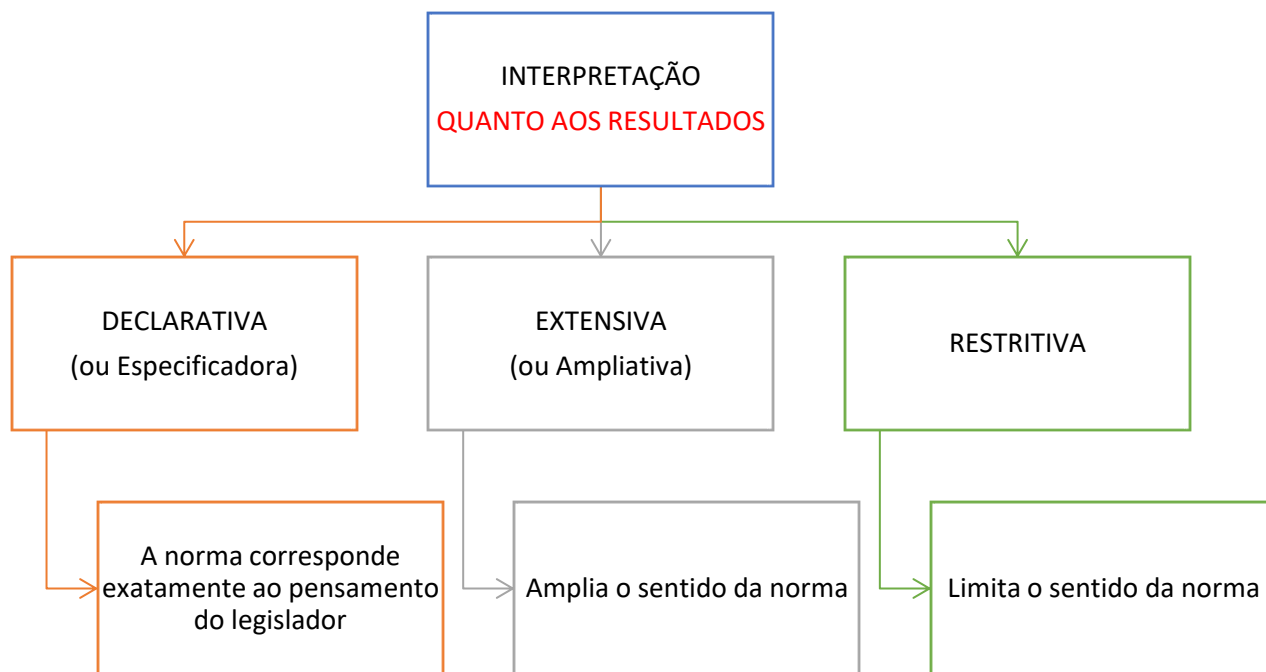 INTERPRETAÇÃO
QUANTO AOS RESULTADOS
DECLARATIVA
(ou Especificadora)
EXTENSIVA
(ou Ampliativa)
RESTRITIVA
A norma corresponde
exatamente ao pensamento
do legislador
Amplia o sentido da norma
Limita o sentido da norma